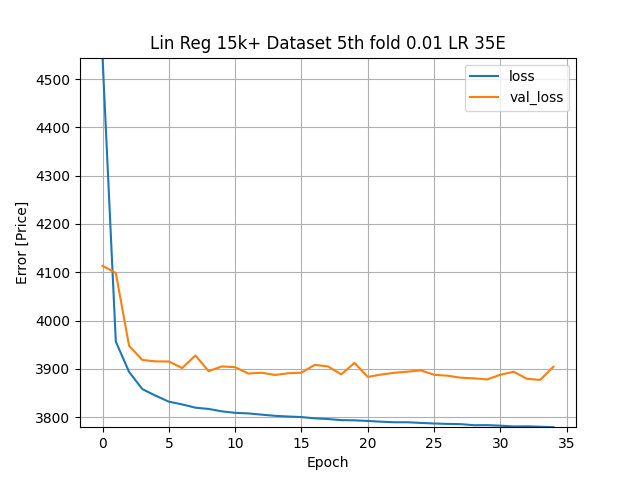 Lin Reg 15k+ Dataset 5th fold 0.01 LR 35E
loss
val_loss
Error [Price]
4500
4400
4300
4200
4100
4000
3900
3800
0 5 10 15 20 25 30 35
Epoch